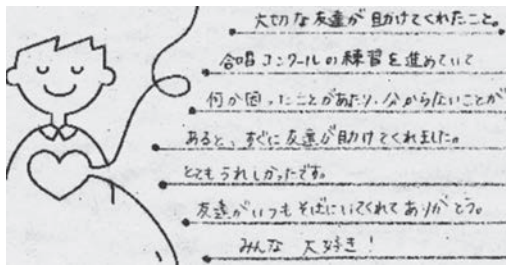 大切な友達が助けてくれたこと。
合唱コンクールの練習を進めていて
何か困ったことがあたり、分からないことが
あると、すぐに友達が助けてくれました。
とてもうれしかったです。
友達がいつもそばにいてくれてありがとう。
みんな 大好き!